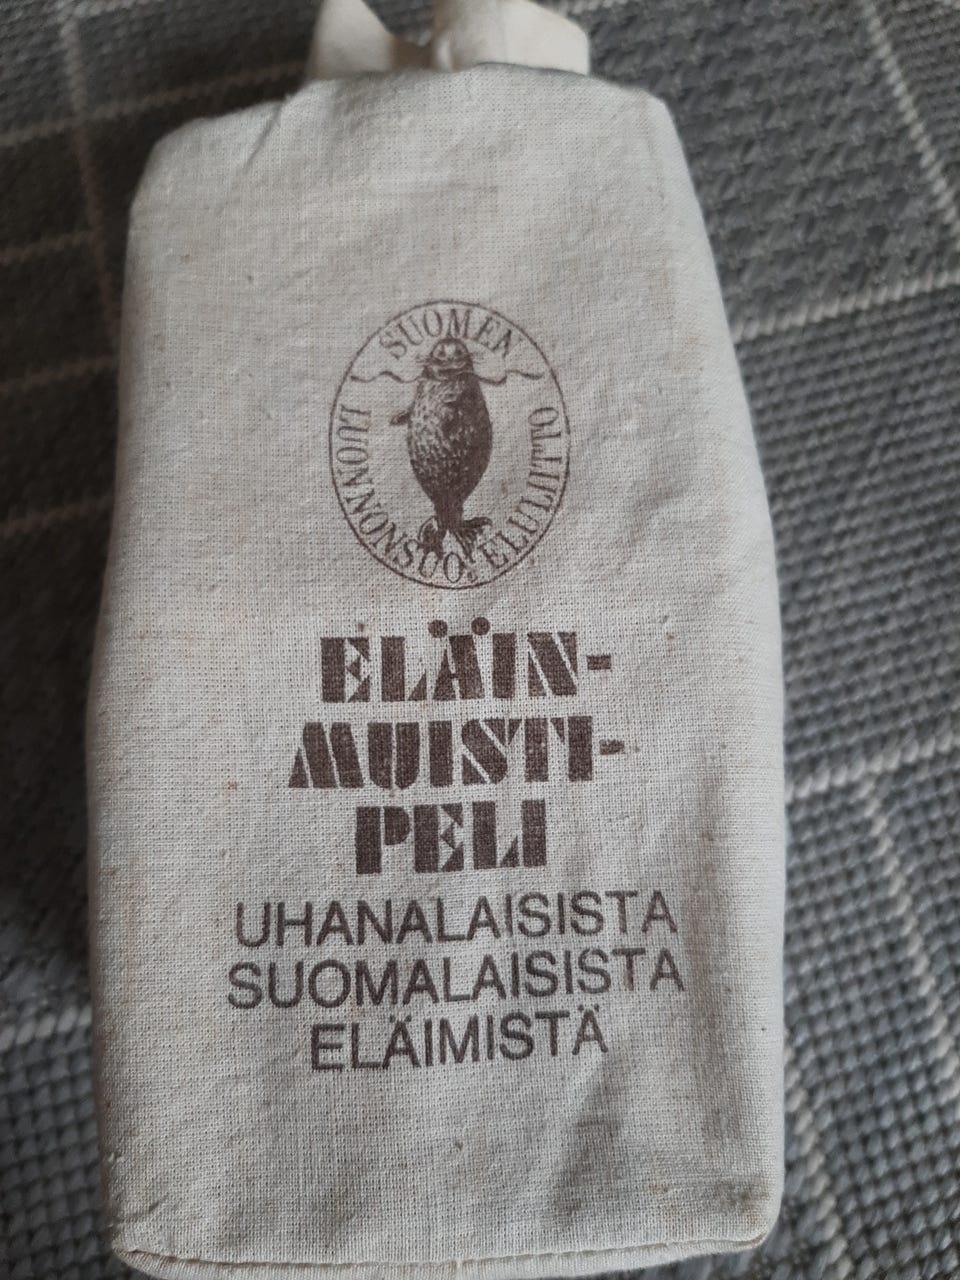 SUOMEN
LUONNONSUOJELULIITTO
ELÄIN-
MUISTI-
PELI
UHANALAISISTA
SUOMALAISISTA
ELÄIMISTÄ